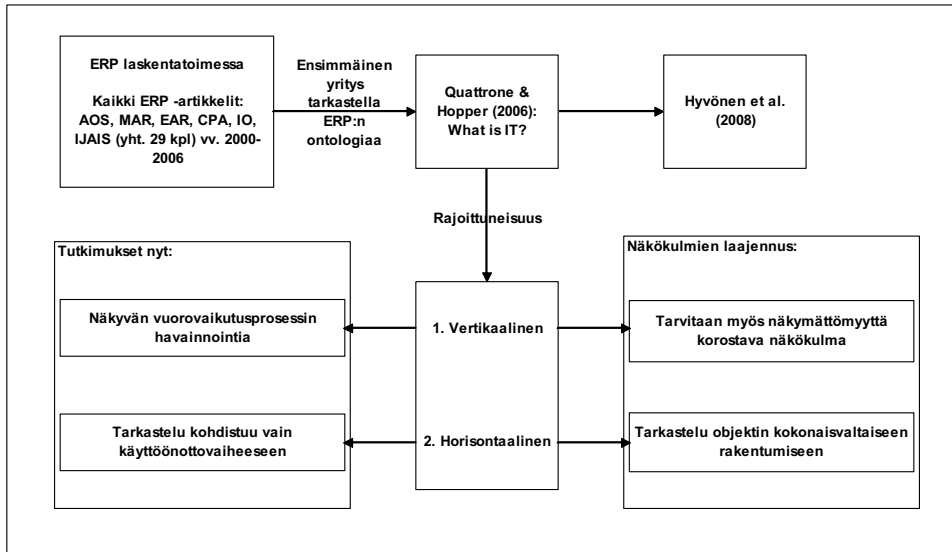 ERP laskentatoimessa
Kaikki ERP -artikkelit:
AOS, MAR, EAR, CPA, IO,
IJAIS (yht. 29 kpl) vv. 2000-
2006
Ensimmäinen
yritys
tarkastella
ERP:n
ontologiaa
Quattrone &
Hopper (2006):
What is IT?
Hyvönen et al.
(2008)
Rajoittuneisuus
Tutkimukset nyt:
Näkyvän vuorovaikutusprosessin
havainnointia
Tarkastelu kohdistuu vain
käyttöönottovaiheeseen
1. Vertikaalinen
2. Horisontaalinen
Näkökulmien laajennus:
Tarvitaan myös näkymättömyyttä
korostava näkökulma
Tarkastelu objektin kokonaisvaltaiseen
rakentumiseen